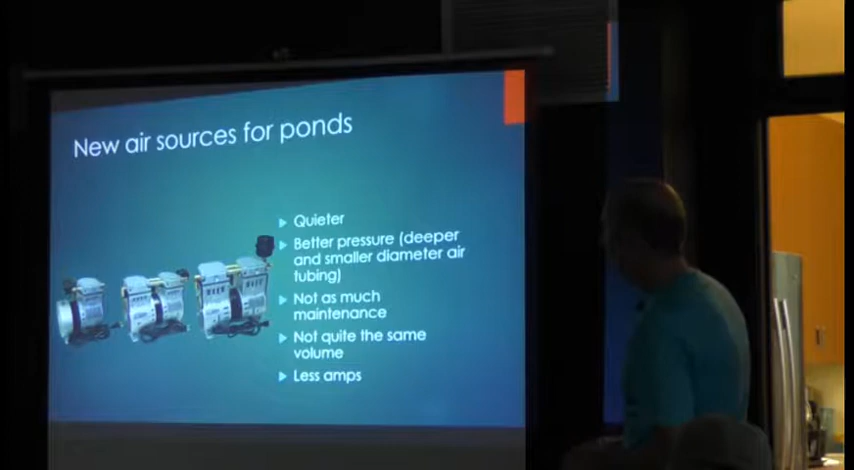 New air sources for ponds
Quieter
Better pressure (deeper
and smaller diameter air
tubing)
Not as much
maintenance
Not quite the same
volume
Less amps